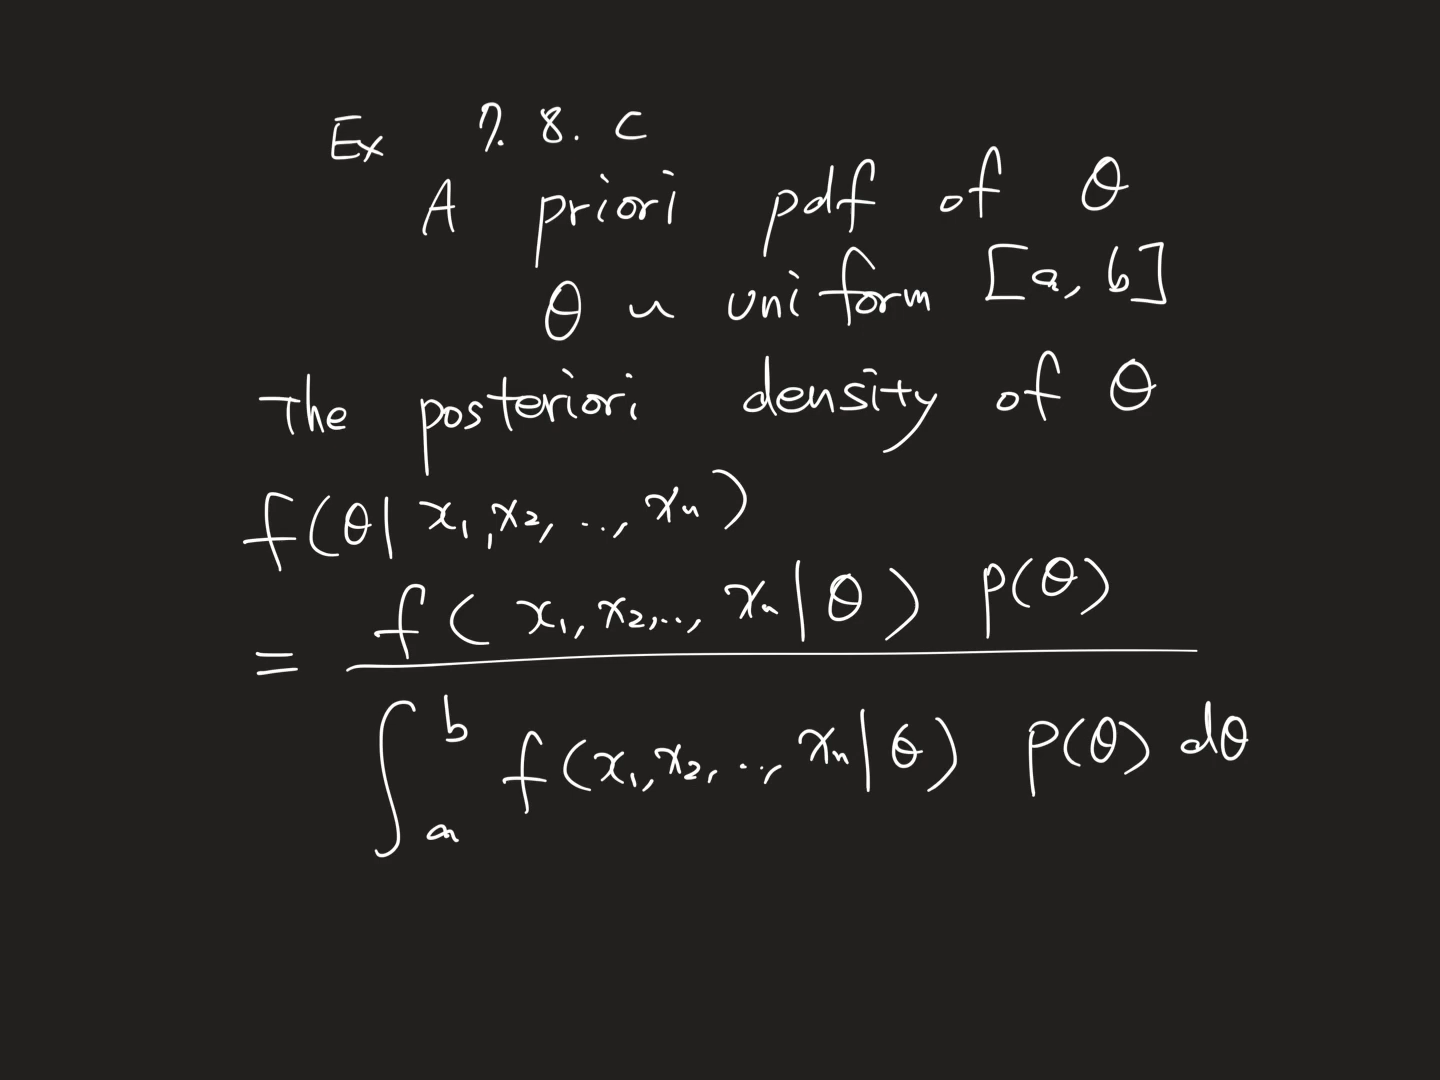 Ex 7.8.c
A priori pdf of θ
θ ~ uniform [a, b]
The posteriori density of θ
f(θ| x₁, x₂, .., xₙ)
= f( x₁, x₂,.., xₙ | θ ) p(θ)
∫ₐᵇ f(x₁, x₂, .., xₙ | θ) p(θ) dθ